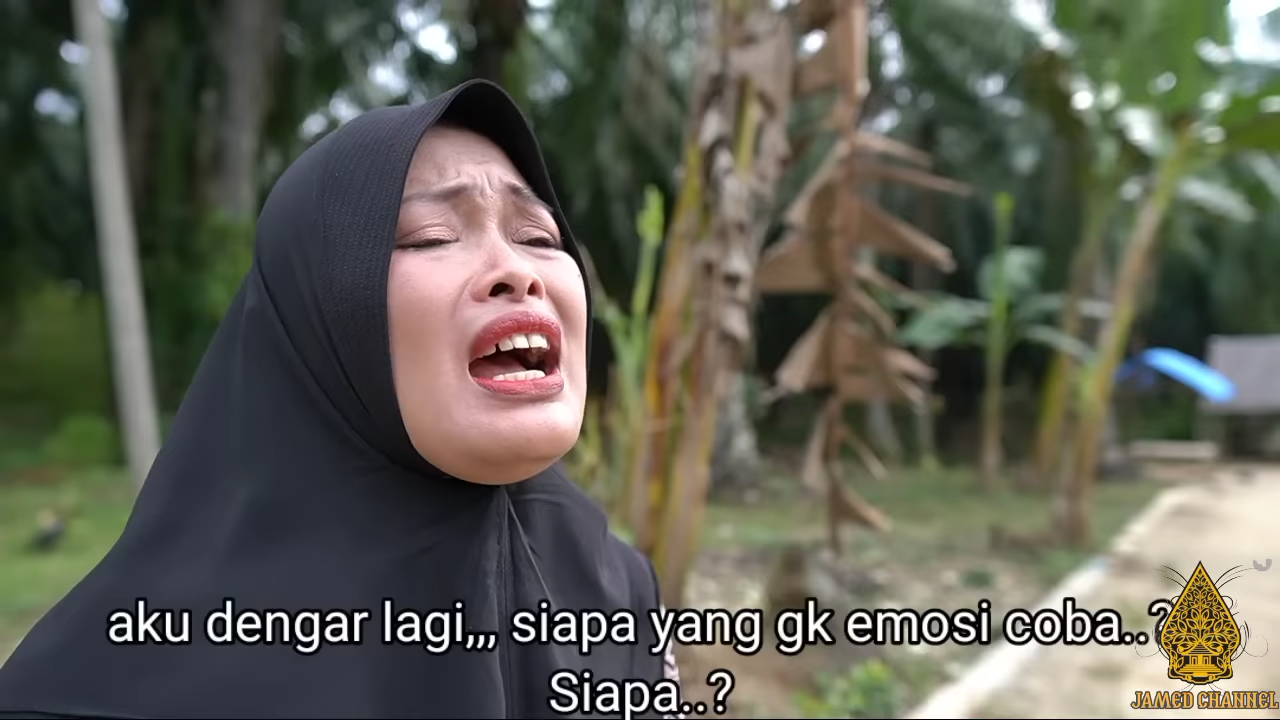 aku dengar lagi,,, siapa yang gk emosi coba..?
Siapa..?
JAMED CHANNEL